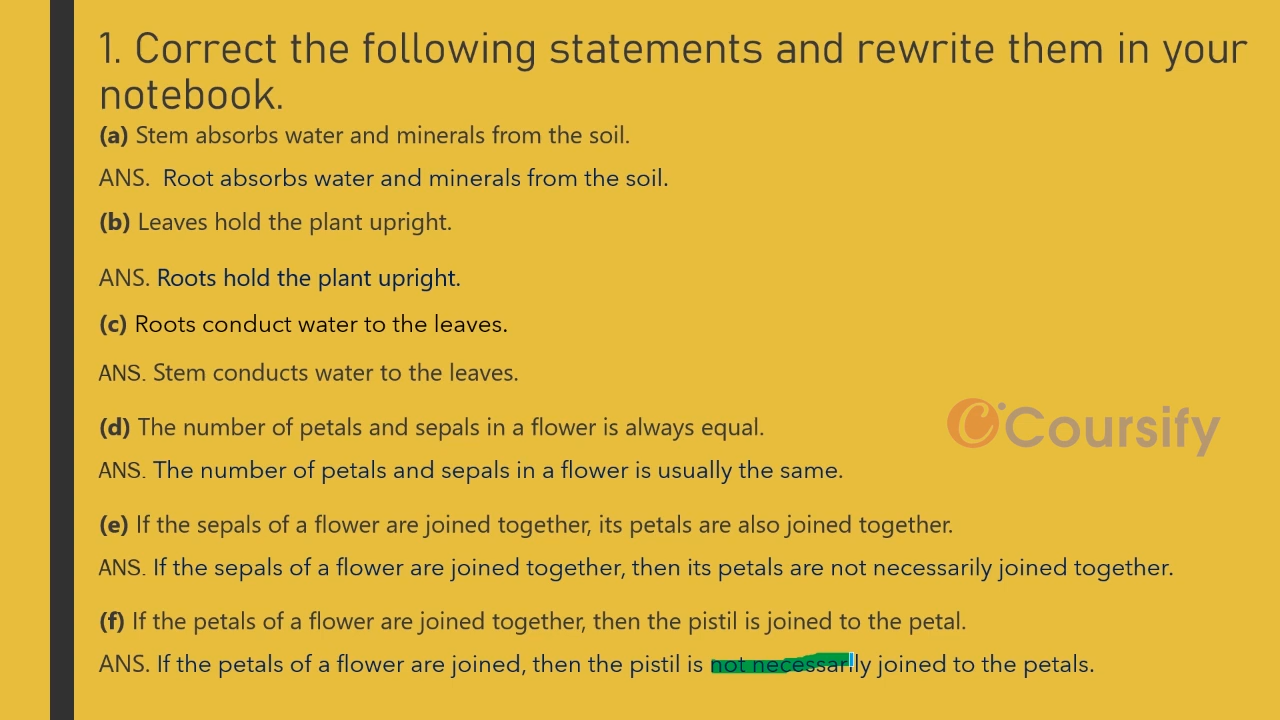 1. Correct the following statements and rewrite them in your
notebook.
(a) Stem absorbs water and minerals from the soil.
ANS. Root absorbs water and minerals from the soil.
(b) Leaves hold the plant upright.
ANS. Roots hold the plant upright.
(c) Roots conduct water to the leaves.
ANS. Stem conducts water to the leaves.
(d) The number of petals and sepals in a flower is always equal.
Coursify
ANS. The number of petals and sepals in a flower is usually the same.
(e) If the sepals of a flower are joined together, its petals are also joined together.
ANS. If the sepals of a flower are joined together, then its petals are not necessarily joined together.
(f) If the petals of a flower are joined together, then the pistil is joined to the petal.
ANS. If the petals of a flower are joined, then the pistil is not necessarily joined to the petals.